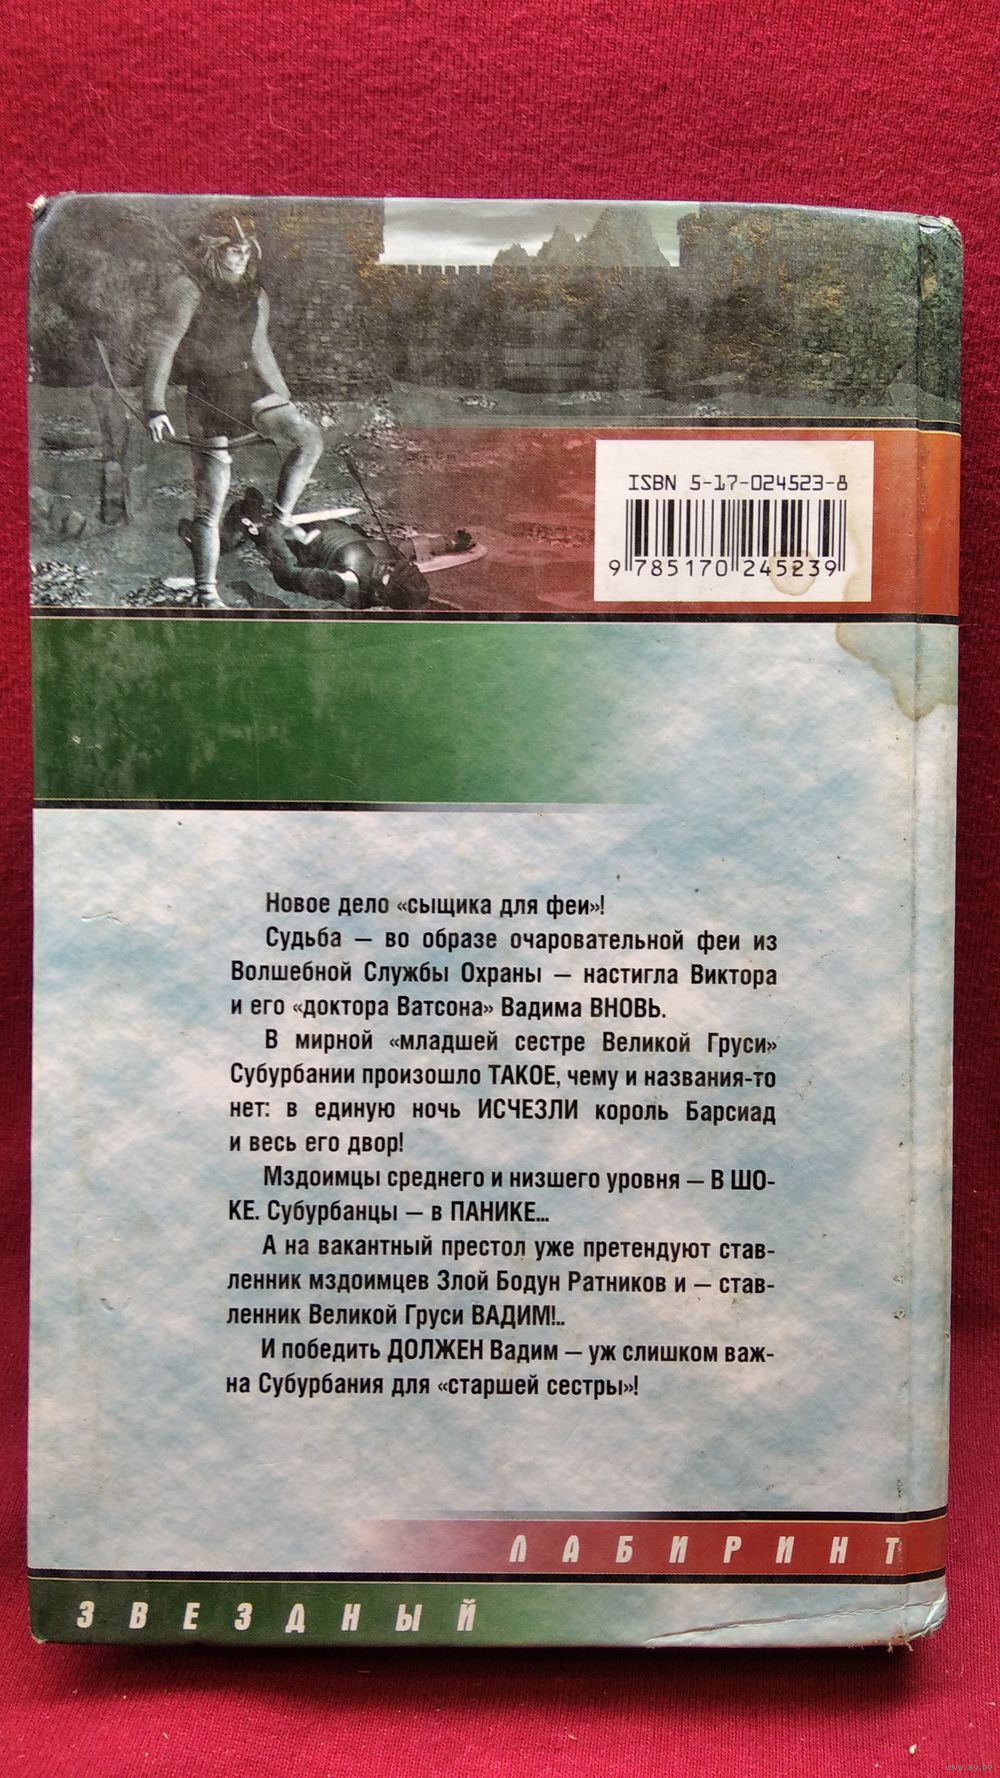 ISBN 5-17-024523-8
9 785170 245239
Новое дело «сыщика для феи»!
Судьба — во образе очаровательной феи из
Волшебной Службы Охраны — настигла Виктора
и его «доктора Ватсона» Вадима ВНОВЬ.
В мирной «младшей сестре Великой Груси»
Субурбании произошло ТАКОЕ, чему и названия-то
нет: в единую ночь ИСЧЕЗЛИ король Барсиад
и весь его двор!
Мздоимцы среднего и низшего уровня — В ШО-
КЕ. Субурбанцы — в ПАНИКЕ...
А на вакантный престол уже претендуют став-
ленник мздоимцев Злой Бодун Ратников и — став-
ленник Великой Груси ВАДИМ!..
И победить ДОЛЖЕН Вадим — уж слишком важ-
на Субурбания для «старшей сестры»!
ЛАБИРИНТ
ЗВЕЗДНЫЙ
www.ay.by